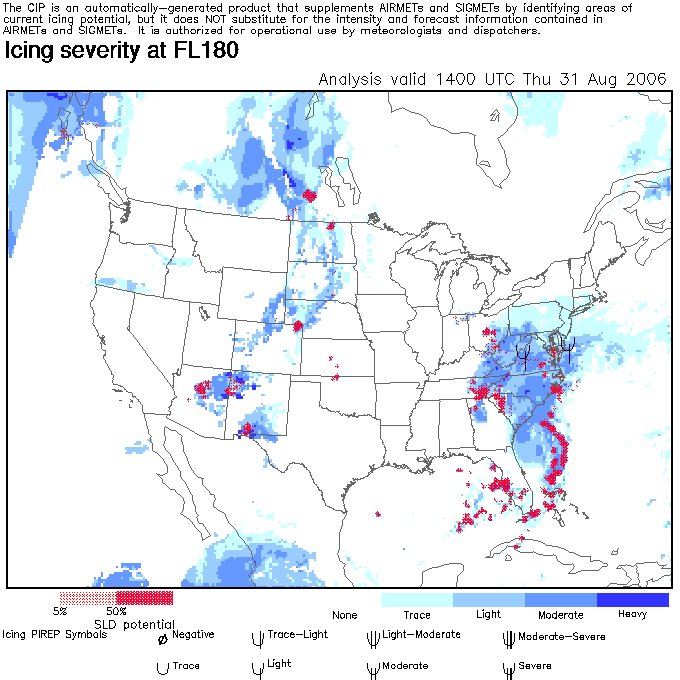 The CIP is an automatically-generated product that supplements AIRMETs and SIGMETs by identifying areas of
current icing potential, but it does NOT substitute for the intensity and forecast information contained in
AIRMETs and SIGMETs.  It is authorized for operational use by meteorologists and dispatchers.
Icing severity at FL180
Analysis valid 1400 UTC Thu 31 Aug 2006
5% 50%
SLD potential
None Trace Light Moderate Heavy
Icing PIREP Symbols Negative Trace-Light Light-Moderate Moderate-Severe
Trace Light Moderate Severe